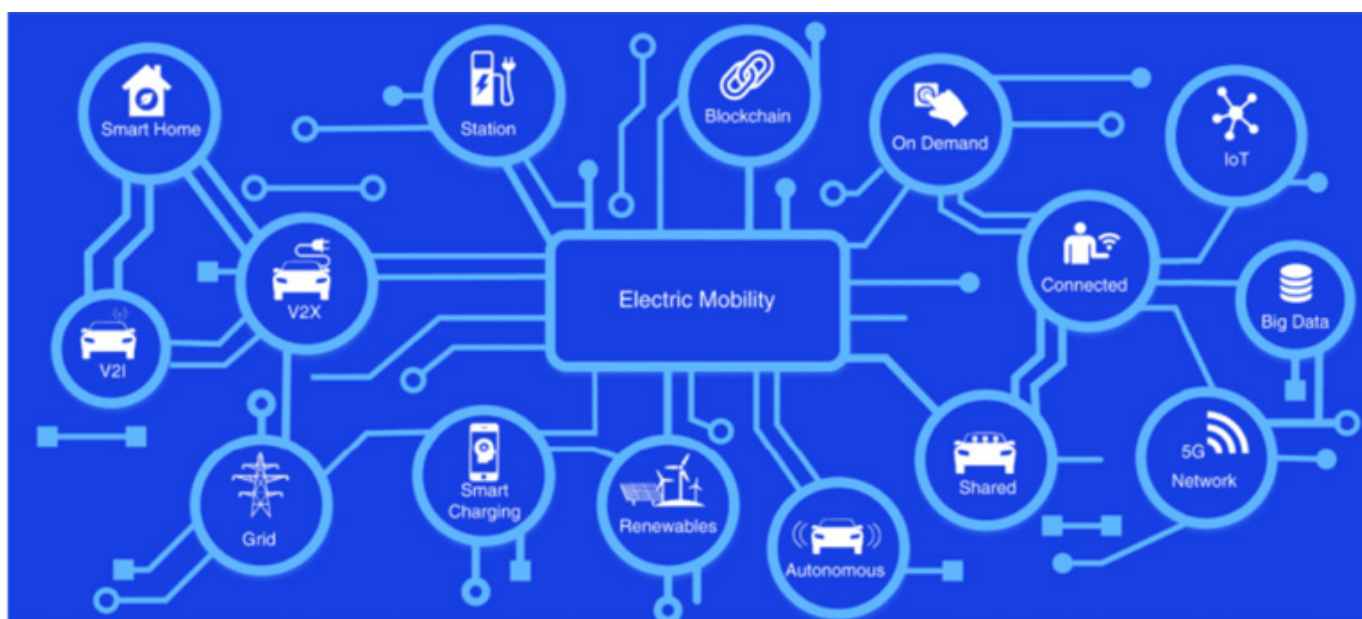 Smart Home
Station
Blockchain
On Demand
IoT
V2X
Electric Mobility
Connected
Big Data
V2I
Grid
Smart
Charging
Renewables
Autonomous
Shared
5G
Network